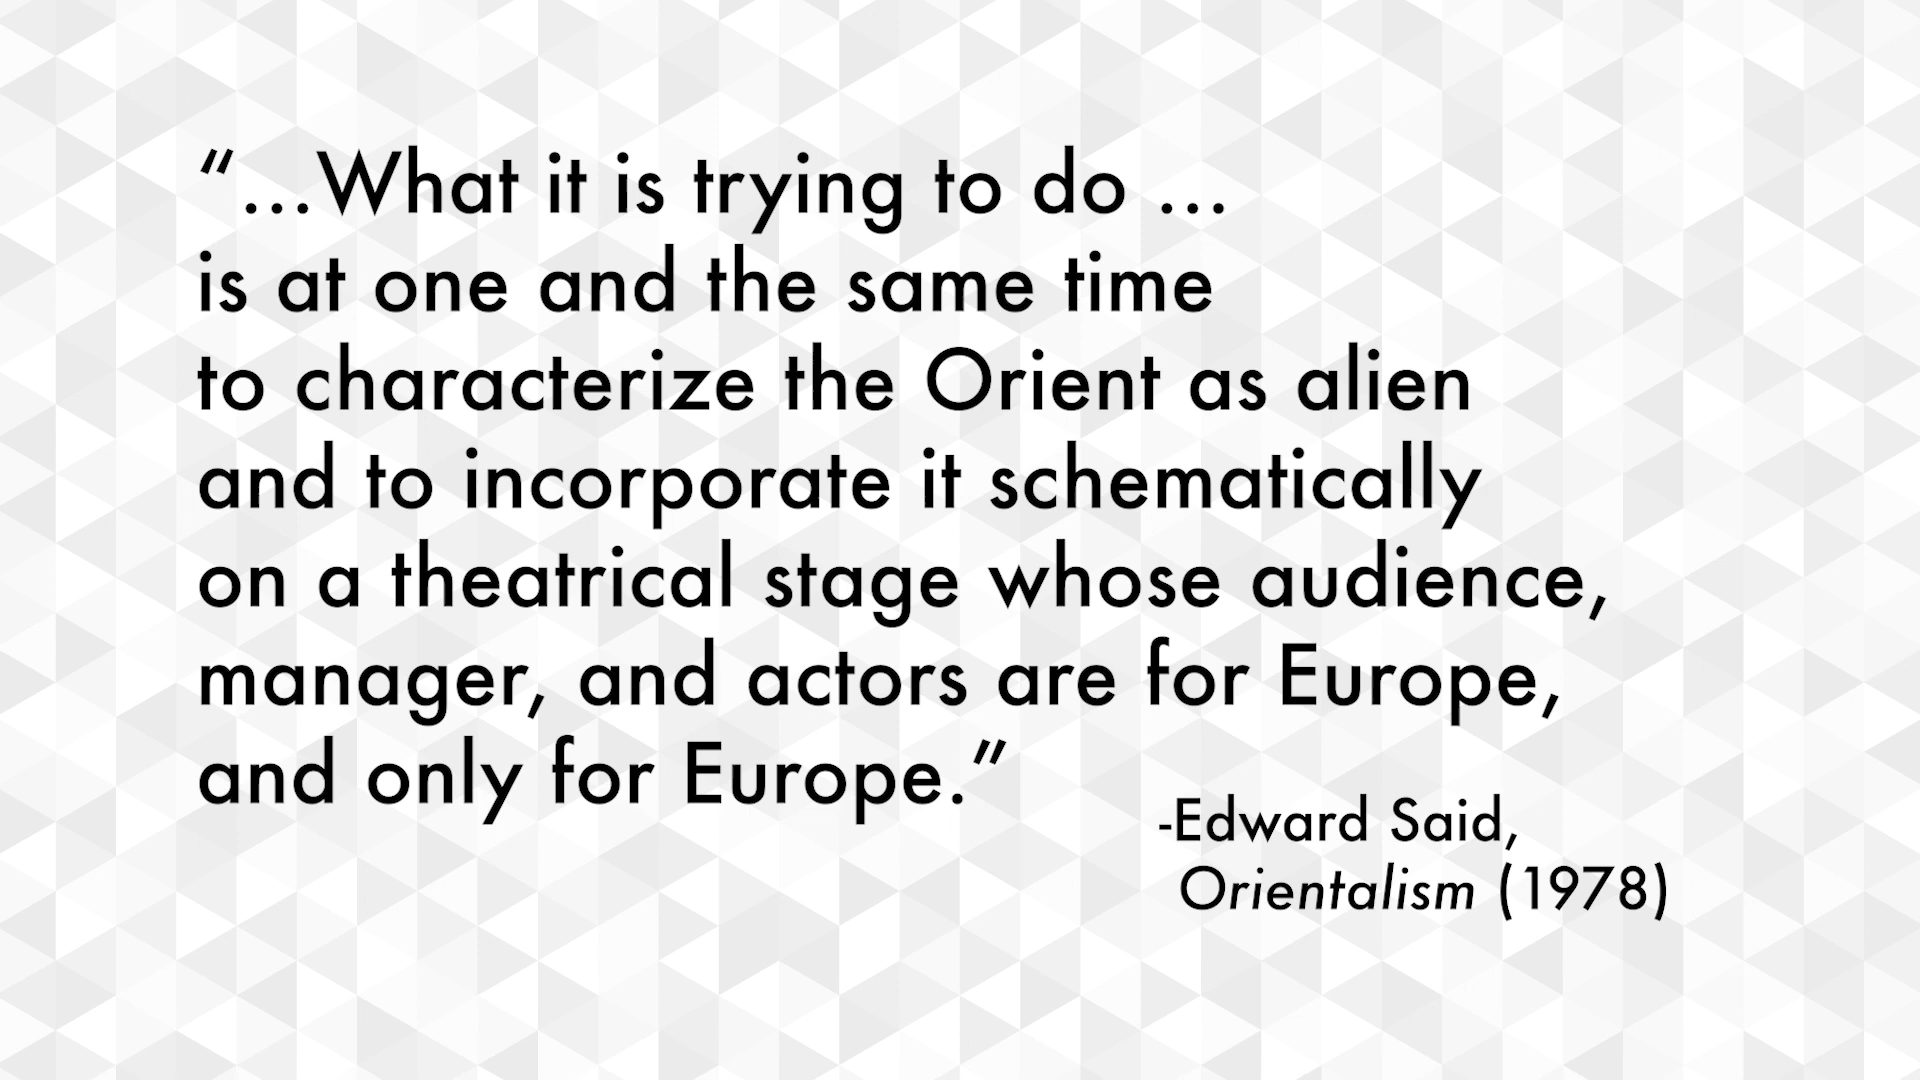 “...What it is trying to do ...
is at one and the same time
to characterize the Orient as alien
and to incorporate it schematically
on a theatrical stage whose audience,
manager, and actors are for Europe,
and only for Europe.”
-Edward Said,
Orientalism (1978)